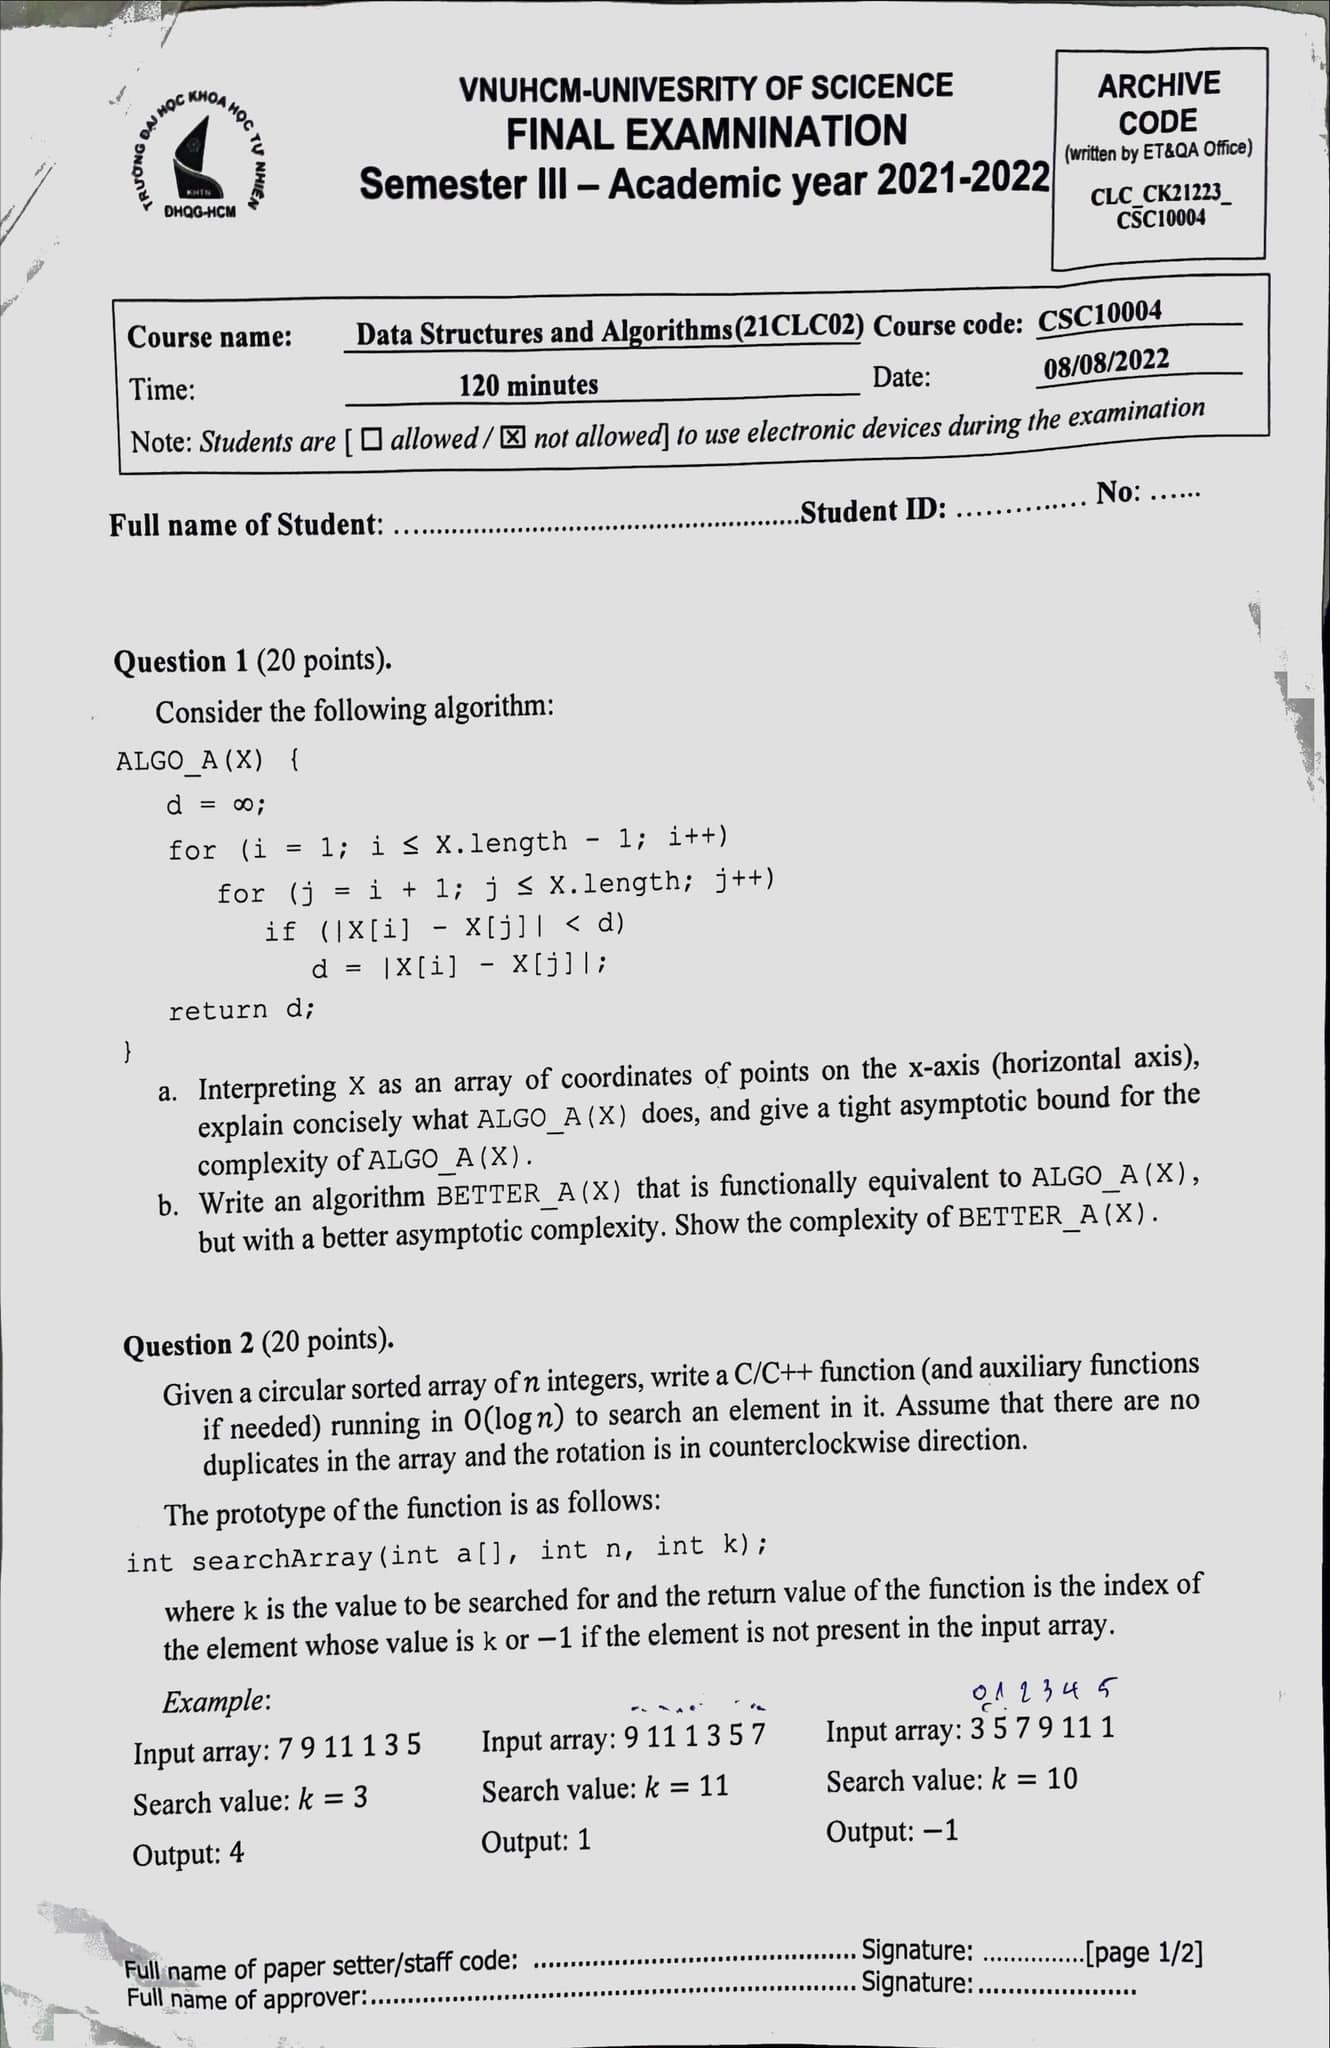 TRƯỜNG ĐẠI HỌC KHOA HỌC TỰ NHIÊN
KHTN
ĐHQG-HCM
VNUHCM-UNIVESRITY OF SCICENCE
FINAL EXAMNINATION
Semester III – Academic year 2021-2022
ARCHIVE
CODE
(written by ET&QA Office)
CLC_CK21223_
CSC10004
Course name: Data Structures and Algorithms(21CLC02) Course code: CSC10004
Time: 120 minutes Date: 08/08/2022
Note: Students are [ ☐ allowed / ☒ not allowed] to use electronic devices during the examination
Full name of Student: ........................................................Student ID: ............. No: ......
Question 1 (20 points).
Consider the following algorithm:
ALGO_A(X) {
d = ∞;
for (i = 1; i ≤ X.length - 1; i++)
for (j = i + 1; j ≤ X.length; j++)
if (|X[i] - X[j]| < d)
d = |X[i] - X[j]|;
return d;
}
a. Interpreting X as an array of coordinates of points on the x-axis (horizontal axis),
explain concisely what ALGO_A(X) does, and give a tight asymptotic bound for the
complexity of ALGO_A(X).
b. Write an algorithm BETTER_A(X) that is functionally equivalent to ALGO_A(X),
but with a better asymptotic complexity. Show the complexity of BETTER_A(X).
Question 2 (20 points).
Given a circular sorted array of n integers, write a C/C++ function (and auxiliary functions
if needed) running in O(log n) to search an element in it. Assume that there are no
duplicates in the array and the rotation is in counterclockwise direction.
The prototype of the function is as follows:
int searchArray(int a[], int n, int k);
where k is the value to be searched for and the return value of the function is the index of
the element whose value is k or −1 if the element is not present in the input array.
Example:
0 1 2 3 4 5
Input array: 7 9 11 1 3 5 Input array: 9 11 1 3 5 7 Input array: 3 5 7 9 11 1
Search value: k = 3 Search value: k = 11 Search value: k = 10
Output: 4 Output: 1 Output: −1
Full name of paper setter/staff code: ............................................ Signature: ..............[page 1/2]
Full name of approver:................................................................ Signature:......................